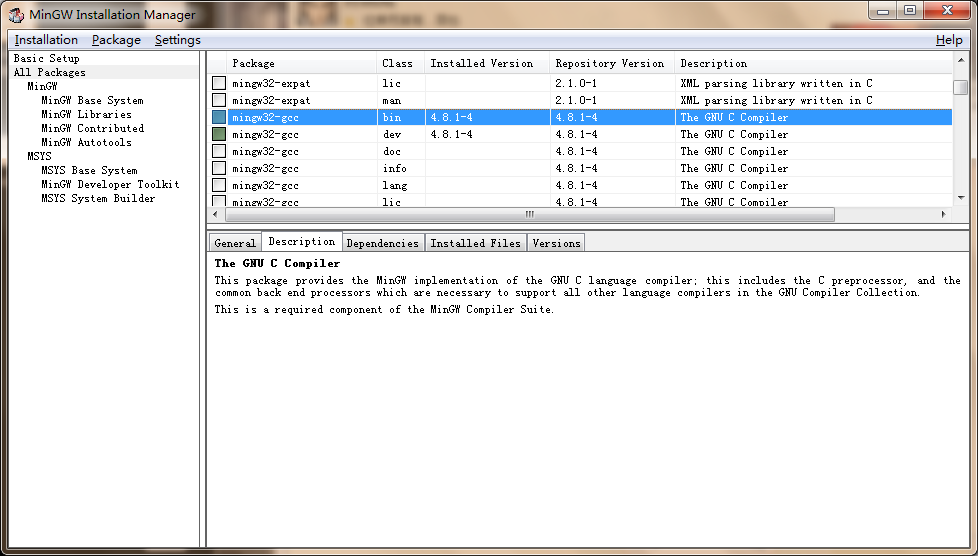 MinGW Installation Manager
Installation Package Settings Help
Basic Setup
All Packages
MinGW
MinGW Base System
MinGW Libraries
MinGW Contributed
MinGW Autotools
MSYS
MSYS Base System
MinGW Developer Toolkit
MSYS System Builder
Package Class Installed Version Repository Version Description
mingw32-expat lic 2.1.0-1 XML parsing library written in C
mingw32-expat man 2.1.0-1 XML parsing library written in C
mingw32-gcc bin 4.8.1-4 4.8.1-4 The GNU C Compiler
mingw32-gcc dev 4.8.1-4 4.8.1-4 The GNU C Compiler
mingw32-gcc doc 4.8.1-4 The GNU C Compiler
mingw32-gcc info 4.8.1-4 The GNU C Compiler
mingw32-gcc lang 4.8.1-4 The GNU C Compiler
mingw32-gcc lic 4.8.1-4 The GNU C Compiler
General Description Dependencies Installed Files Versions
The GNU C Compiler
This package provides the MinGW implementation of the GNU C language compiler; this includes the C preprocessor, and the
common back end processors which are necessary to support all other language compilers in the GNU Compiler Collection.
This is a required component of the MinGW Compiler Suite.